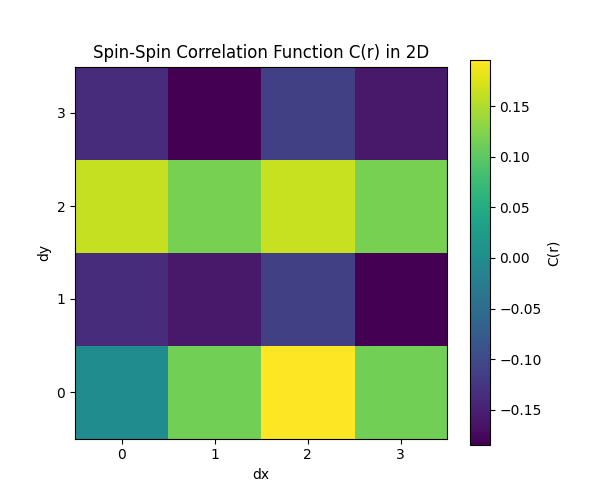 Spin-Spin Correlation Function C(r) in 2D
3
2
1
0
dy
0 1 2 3
dx
0.15
0.10
0.05
0.00
−0.05
−0.10
−0.15
C(r)